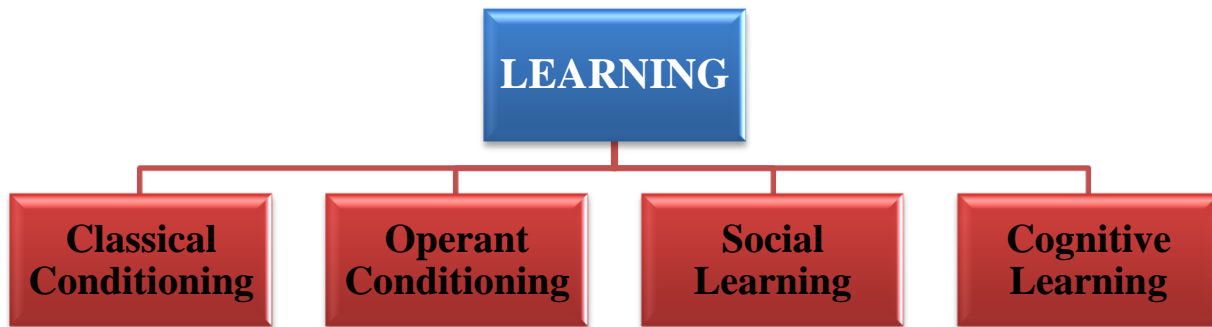 LEARNING
Classical
Conditioning
Operant
Conditioning
Social
Learning
Cognitive
Learning